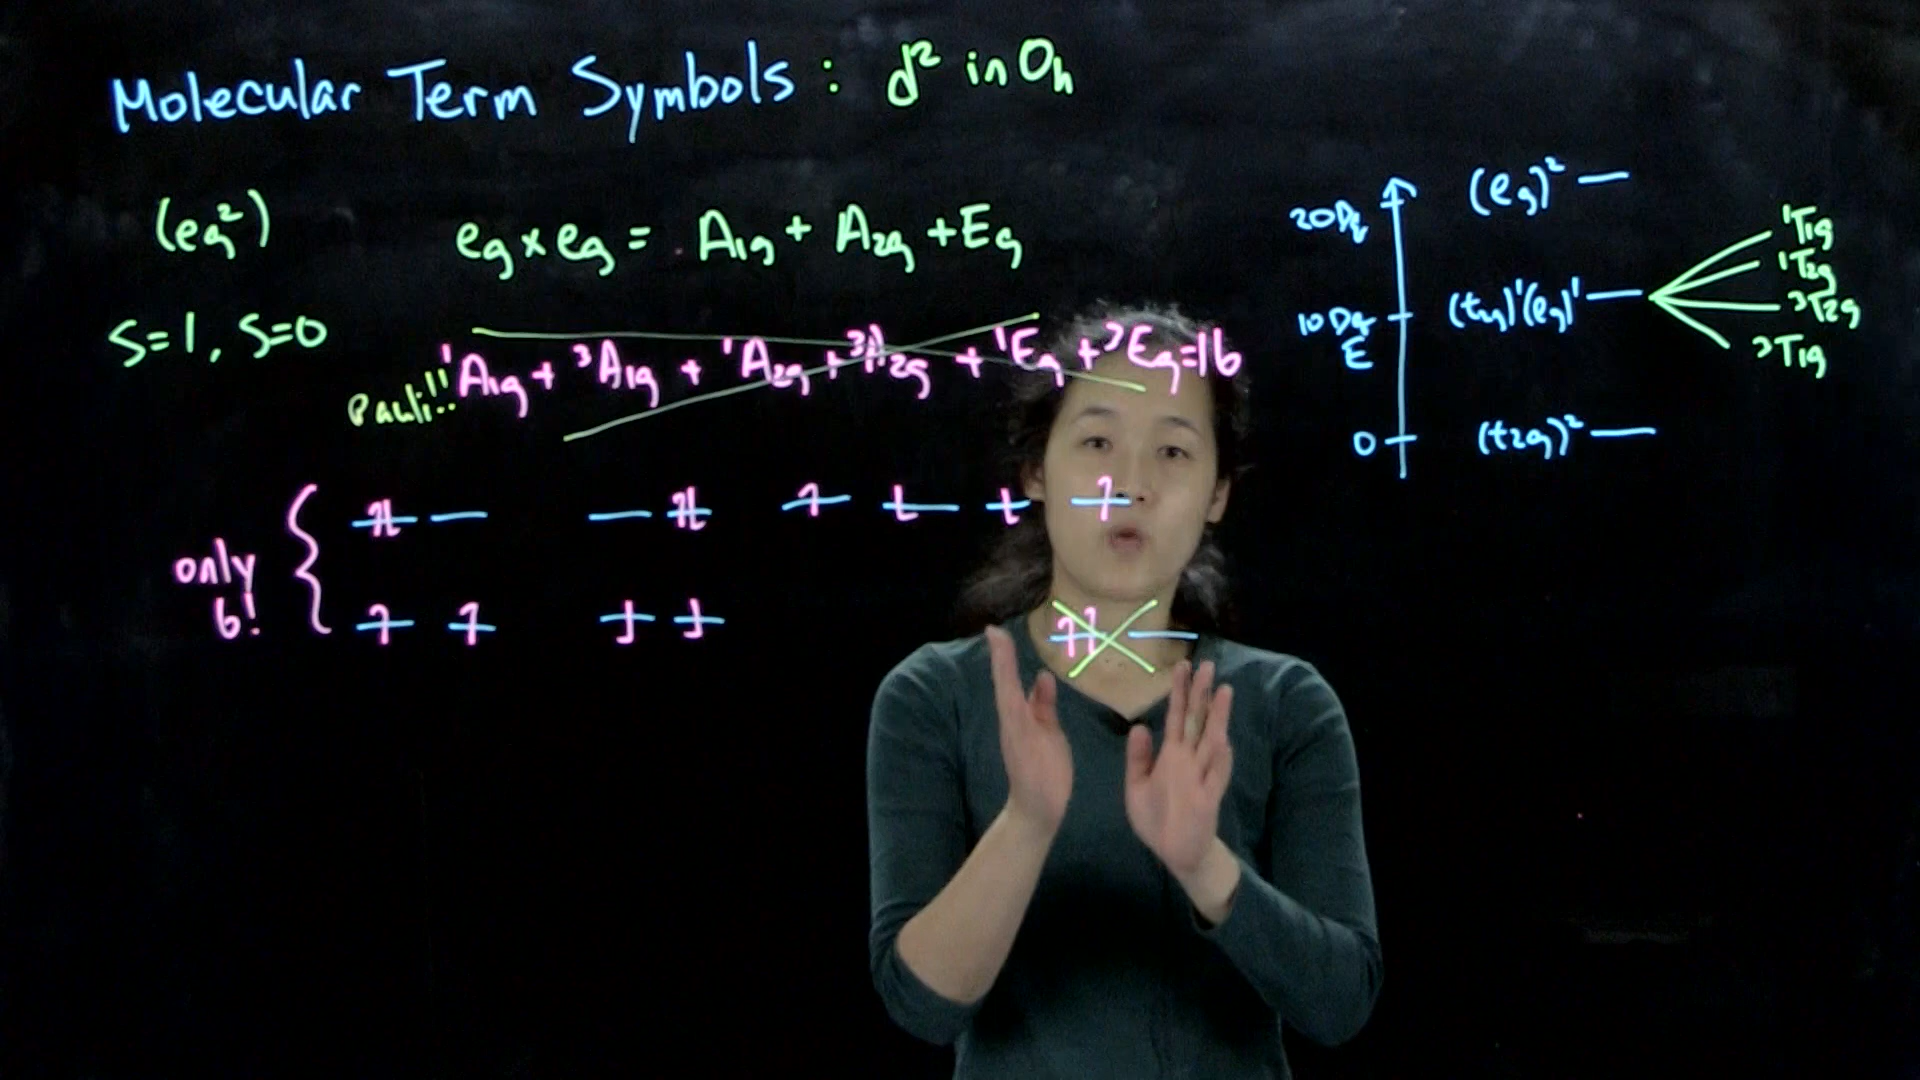 Molecular Term Symbols : d² in Oh
(eg²)
eg x eg = A1g + A2g + Eg
S=1, S=0
Pauli!! ¹A1g + ³A1g + ¹A2g + ³A2g + ¹Eg + ³Eg = 16
only
6!
20Dq (eg)²
10Dq (t2g)¹(eg)¹
E
0 (t2g)²
¹T1g
¹T2g
³T2g
³T1g